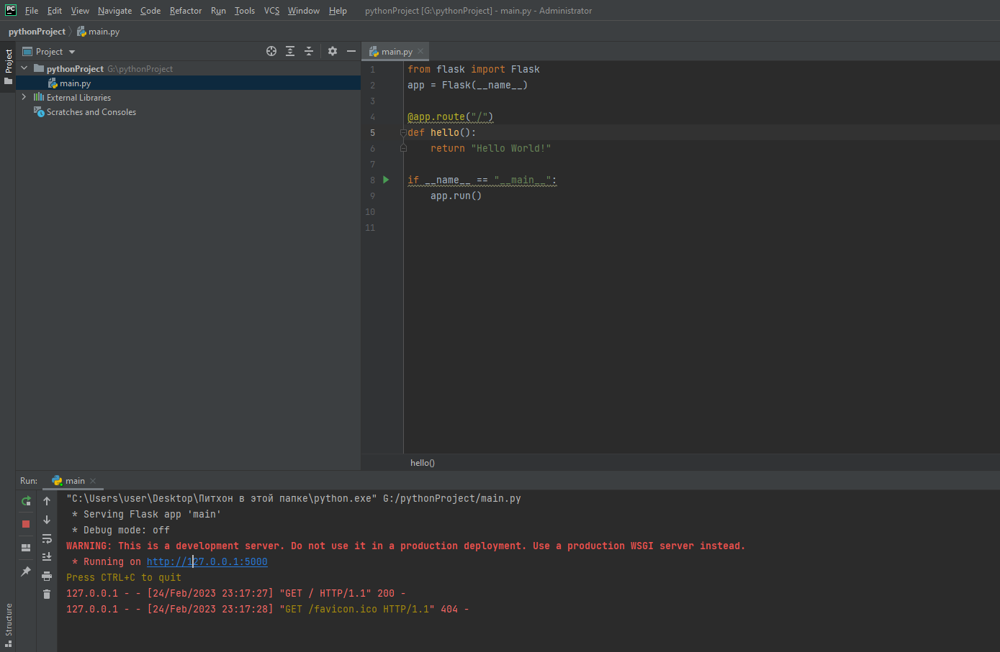 PC File Edit View Navigate Code Refactor Run Tools VCS Window Help pythonProject [G:\pythonProject] - main.py - Administrator
pythonProject main.py
Project
Project
pythonProject G:\pythonProject
main.py
External Libraries
Scratches and Consoles
main.py
1 from flask import Flask
2 app = Flask(__name__)
3
4 @app.route("/")
5 def hello():
6 return "Hello World!"
7
8 if __name__ == "__main__":
9 app.run()
10
11
hello()
Run: main
"C:\Users\user\Desktop\Питхон в этой папке\python.exe" G:/pythonProject/main.py
* Serving Flask app 'main'
* Debug mode: off
WARNING: This is a development server. Do not use it in a production deployment. Use a production WSGI server instead.
* Running on http://127.0.0.1:5000
Press CTRL+C to quit
127.0.0.1 - - [24/Feb/2023 23:17:27] "GET / HTTP/1.1" 200 -
127.0.0.1 - - [24/Feb/2023 23:17:28] "GET /favicon.ico HTTP/1.1" 404 -
Structure